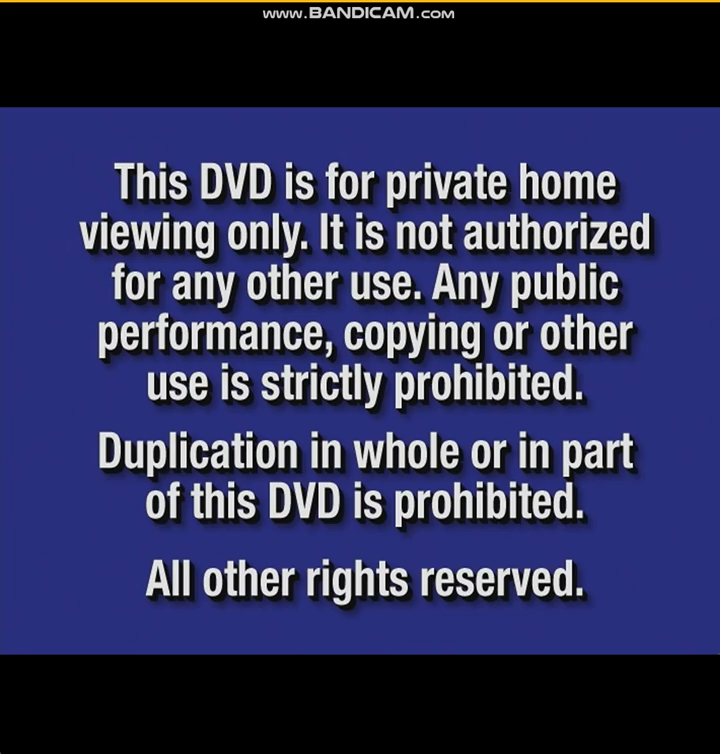 www.BANDICAM.com
This DVD is for private home
viewing only. It is not authorized
for any other use. Any public
performance, copying or other
use is strictly prohibited.
Duplication in whole or in part
of this DVD is prohibited.
All other rights reserved.